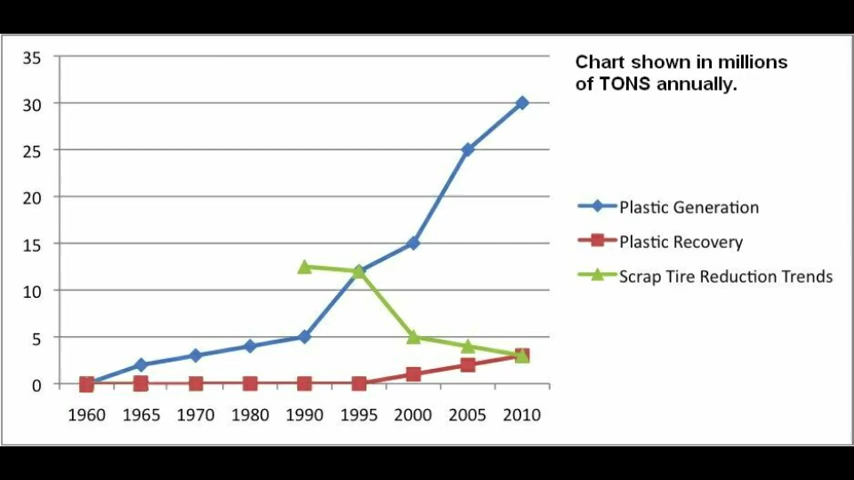 Chart shown in millions
of TONS annually.
35
30
25
20
15
10
5
0
1960 1965 1970 1980 1990 1995 2000 2005 2010
Plastic Generation
Plastic Recovery
Scrap Tire Reduction Trends